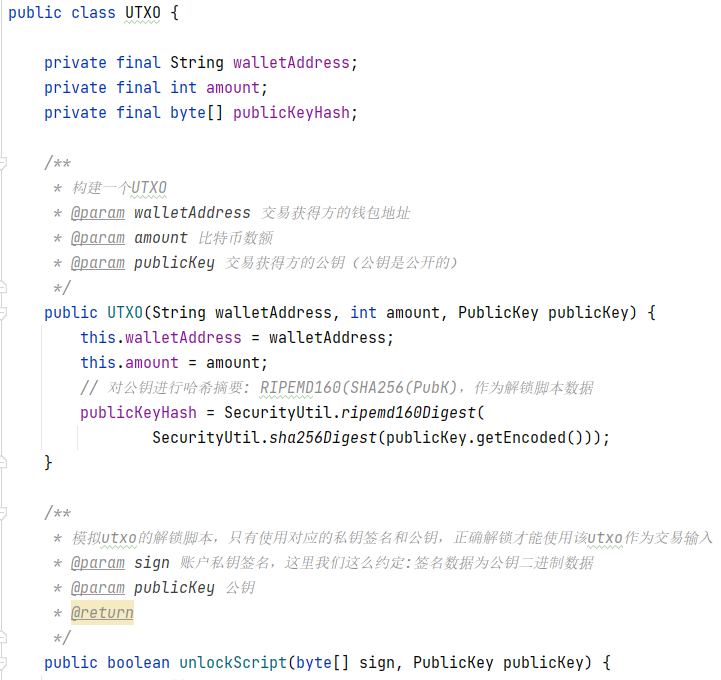 public class UTXO {
private final String walletAddress;
private final int amount;
private final byte[] publicKeyHash;
/**
* 构建一个UTXO
* @param walletAddress 交易获得方的钱包地址
* @param amount 比特币数额
* @param publicKey 交易获得方的公钥（公钥是公开的）
*/
public UTXO(String walletAddress, int amount, PublicKey publicKey) {
this.walletAddress = walletAddress;
this.amount = amount;
// 对公钥进行哈希摘要: RIPEMD160(SHA256(PubK)，作为解锁脚本数据
publicKeyHash = SecurityUtil.ripemd160Digest(
SecurityUtil.sha256Digest(publicKey.getEncoded()));
}
/**
* 模拟utxo的解锁脚本，只有使用对应的私钥签名和公钥，正确解锁才能使用该utxo作为交易输入
* @param sign 账户私钥签名，这里我们这么约定:签名数据为公钥二进制数据
* @param publicKey 公钥
* @return
*/
public boolean unlockScript(byte[] sign, PublicKey publicKey) {